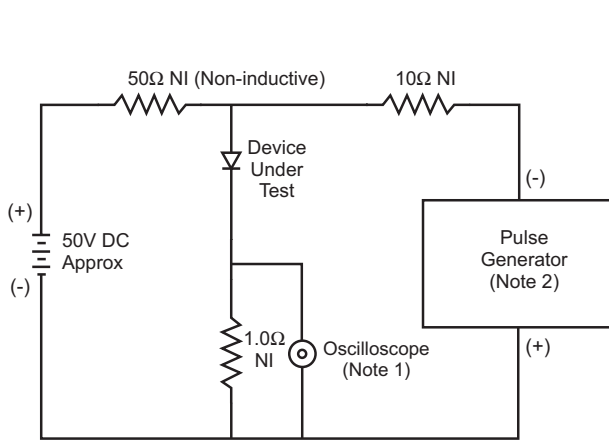 50Ω NI (Non-inductive)
10Ω NI
Device
Under
Test
(-)
(+)
50V DC
Approx
(-)
Pulse
Generator
(Note 2)
1.0Ω
NI
Oscilloscope
(Note 1)
(+)